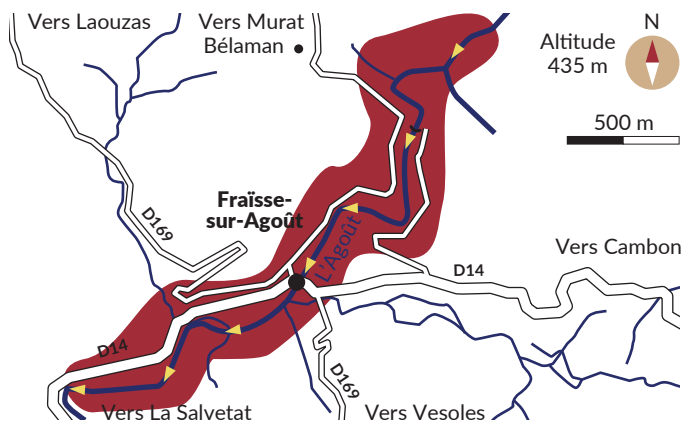 Vers Laouzas
Vers Murat
Bélaman
N
Altitude
435 m
500 m
Fraïsse-
sur-Agoût
D169
L'Agoût
Vers Cambon
D14
D14
D169
Vers La Salvetat
Vers Vesoles